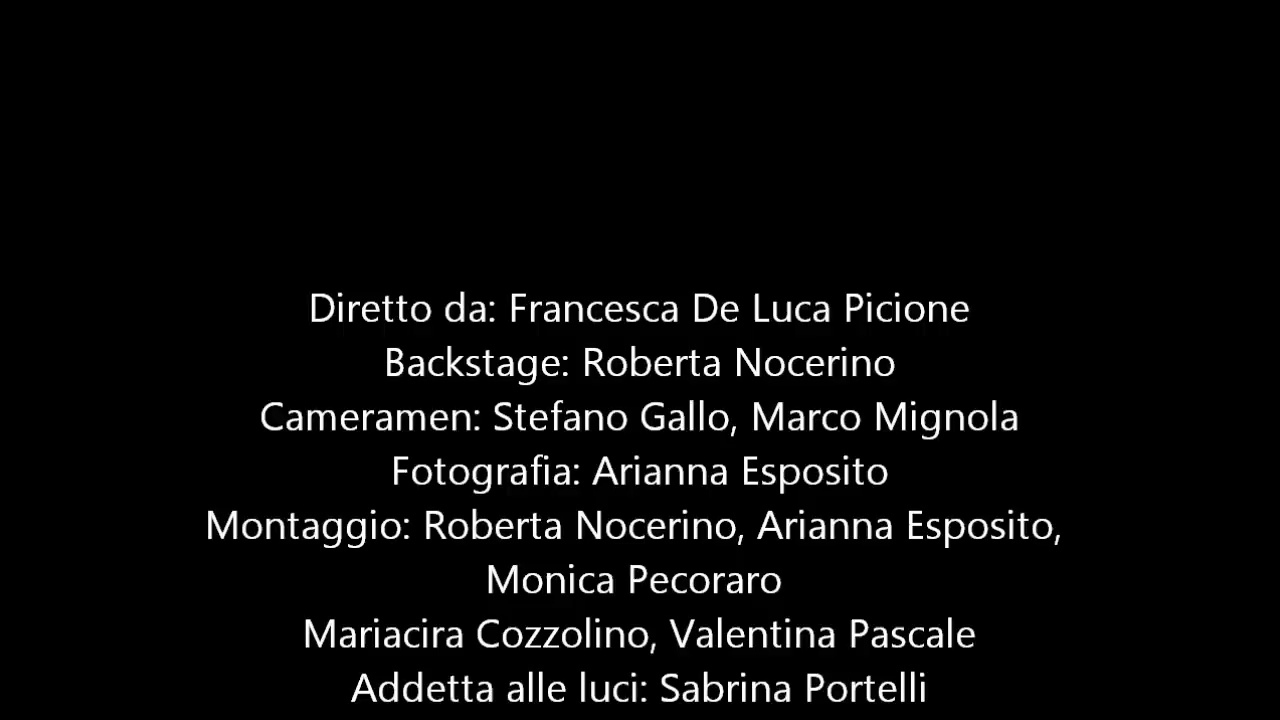 Diretto da: Francesca De Luca Picione
Backstage: Roberta Nocerino
Cameramen: Stefano Gallo, Marco Mignola
Fotografia: Arianna Esposito
Montaggio: Roberta Nocerino, Arianna Esposito,
Monica Pecoraro
Mariacira Cozzolino, Valentina Pascale
Addetta alle luci: Sabrina Portelli